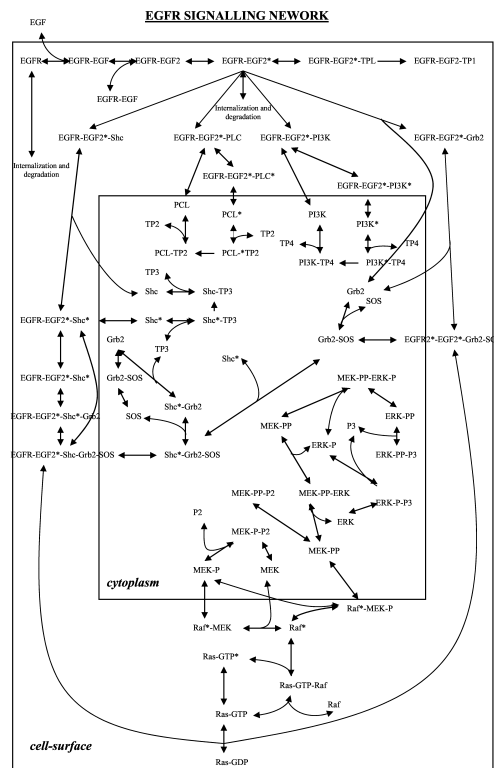 EGFR SIGNALLING NEWORK
EGF
EGFR
EGFR-EGF
EGFR-EGF2
EGFR-EGF2*
EGFR-EGF2*-TPL
EGFR-EGF2-TP1
EGFR-EGF
Internalization and
degradation
EGFR-EGF2*-Shc
EGFR-EGF2*-PLC
EGFR-EGF2*-PI3K
EGFR-EGF2*-Grb2
Internalization and
degradation
EGFR-EGF2*-PLC*
EGFR-EGF2*-PI3K*
PCL
PCL*
PI3K
PI3K*
TP2
TP2
TP4
TP4
PCL-TP2
PCL-*TP2
PI3K-TP4
PI3K*-TP4
TP3
Shc
Shc-TP3
Grb2
SOS
EGFR-EGF2*-Shc*
Shc*
Shc*-TP3
Grb2
TP3
Grb2-SOS
EGFR2*-EGF2*-Grb2-SO
Shc*
EGFR-EGF2*-Shc*
Grb2-SOS
MEK-PP-ERK-P
EGFR-EGF2*-Shc*-Grb2
SOS
Shc*-Grb2
MEK-PP
P3
ERK-PP
ERK-P
EGFR-EGF2*-Shc-Grb2-SOS
Shc*-Grb2-SOS
ERK-PP-P3
MEK-PP-P2
MEK-PP-ERK
ERK-P-P3
P2
ERK
MEK-P-P2
MEK-PP
MEK-P
MEK
cytoplasm
Raf*-MEK-P
Raf*-MEK
Raf*
Ras-GTP*
Ras-GTP-Raf
Raf
Ras-GTP
cell-surface
Ras-GDP